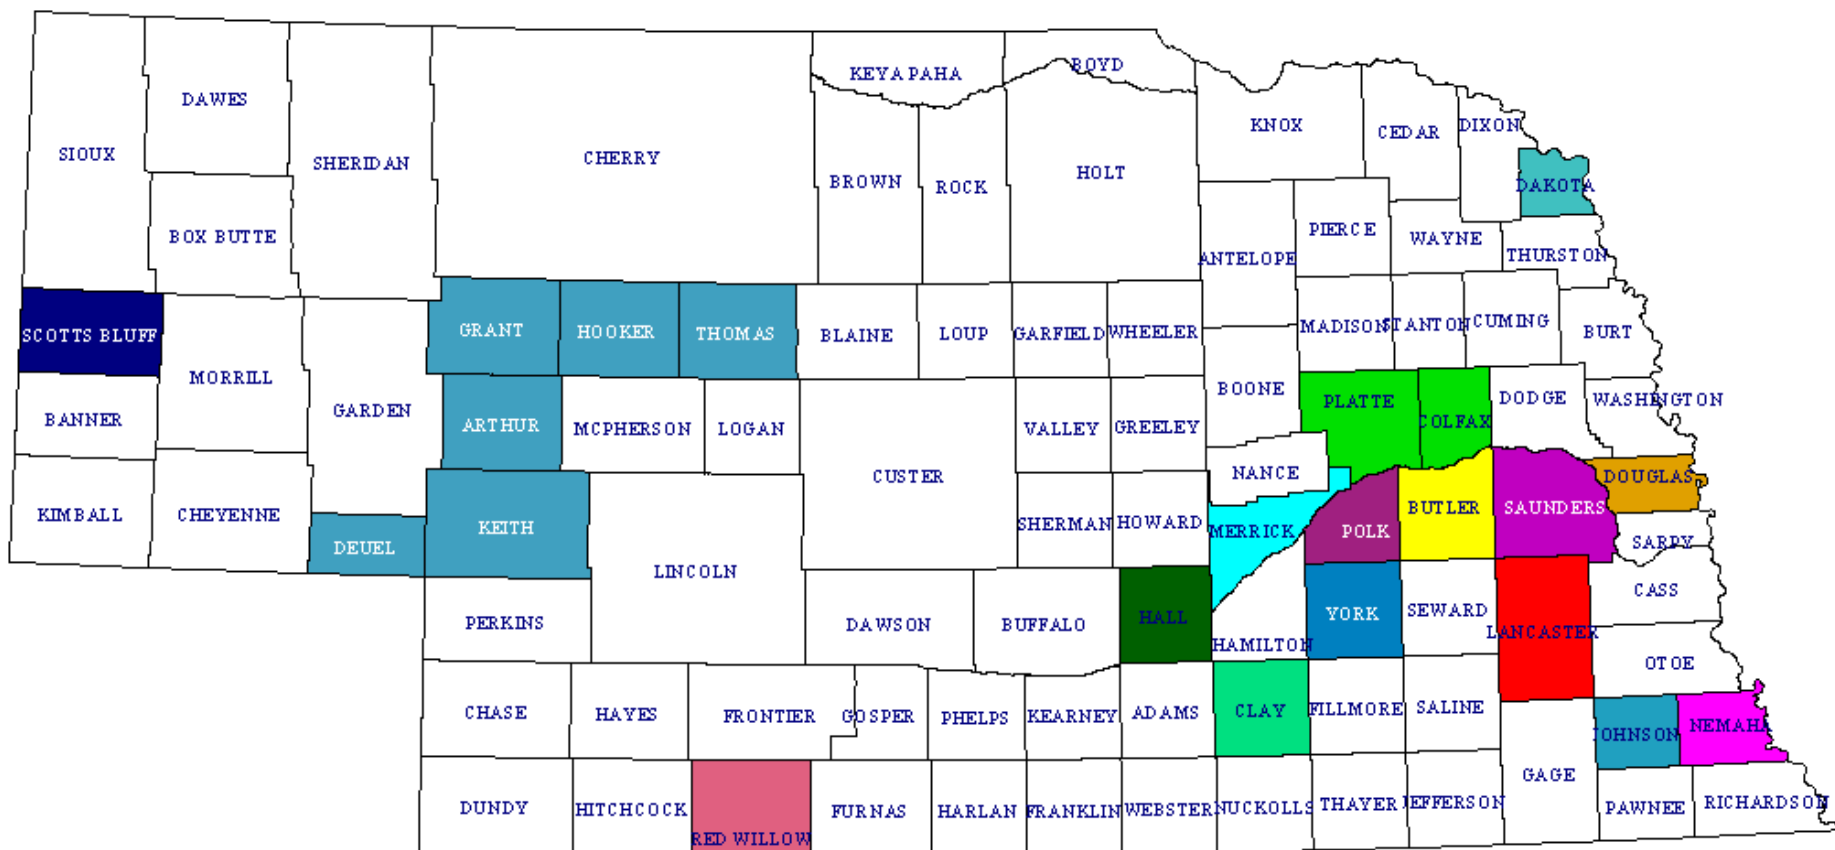 KEYA PAHA
BOYD
DAWES
KNOX
CEDAR
DIXON
SIOUX
SHERIDAN
CHERRY
BROWN
ROCK
HOLT
DAKOTA
BOX BUTTE
PIERCE
WAYNE
ANTELOPE
THURSTON
SCOTTS BLUFF
GRANT
HOOKER
THOMAS
BLAINE
LOUP
GARFIELD
WHEELER
MADISON
STANTON
CUMING
BURT
MORRILL
BANNER
GARDEN
ARTHUR
MCPHERSON
LOGAN
VALLEY
GREELEY
BOONE
PLATTE
COLFAX
DODGE
WASHINGTON
CUSTER
NANCE
DOUGLAS
KIMBALL
CHEYENNE
DEUEL
KEITH
LINCOLN
SHERMAN
HOWARD
MERRICK
POLK
BUTLER
SAUNDERS
SARPY
PERKINS
DAWSON
BUFFALO
HALL
HAMILTON
YORK
SEWARD
LANCASTER
CASS
OTOE
CHASE
HAYES
FRONTIER
GOSPER
PHELPS
KEARNEY
ADAMS
CLAY
FILLMORE
SALINE
JOHNSON
NEMAHA
DUNDY
HITCHCOCK
RED WILLOW
FURNAS
HARLAN
FRANKLIN
WEBSTER
NUCKOLLS
THAYER
JEFFERSON
GAGE
PAWNEE
RICHARDSON